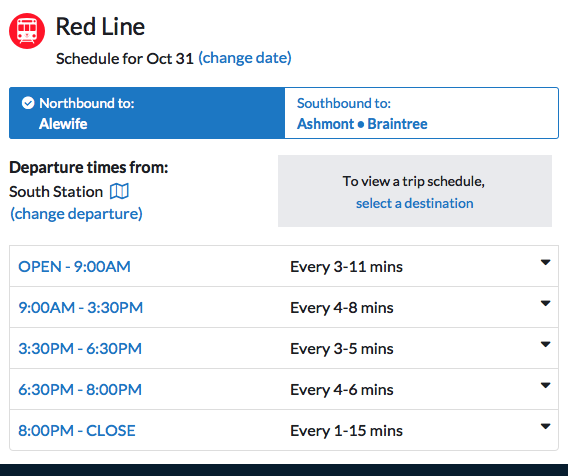 Red Line
Schedule for Oct 31 (change date)
Northbound to:
Alewife
Southbound to:
Ashmont • Braintree
Departure times from:
South Station
(change departure)
To view a trip schedule,
select a destination
OPEN - 9:00AM Every 3-11 mins
9:00AM - 3:30PM Every 4-8 mins
3:30PM - 6:30PM Every 3-5 mins
6:30PM - 8:00PM Every 4-6 mins
8:00PM - CLOSE Every 1-15 mins